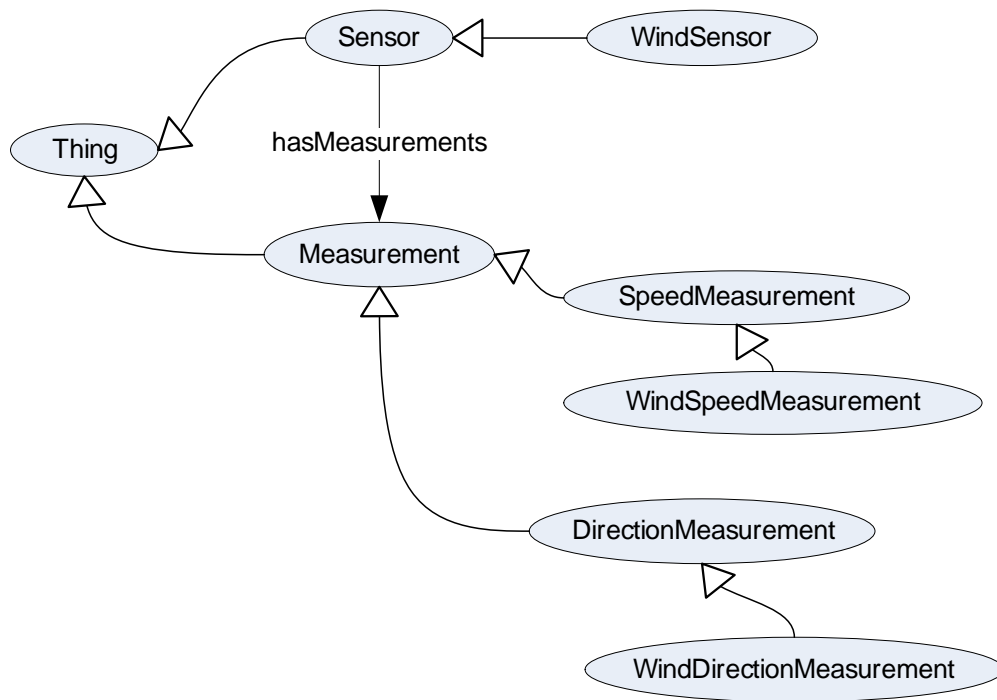 Sensor
WindSensor
Thing
hasMeasurements
Measurement
SpeedMeasurement
WindSpeedMeasurement
DirectionMeasurement
WindDirectionMeasurement